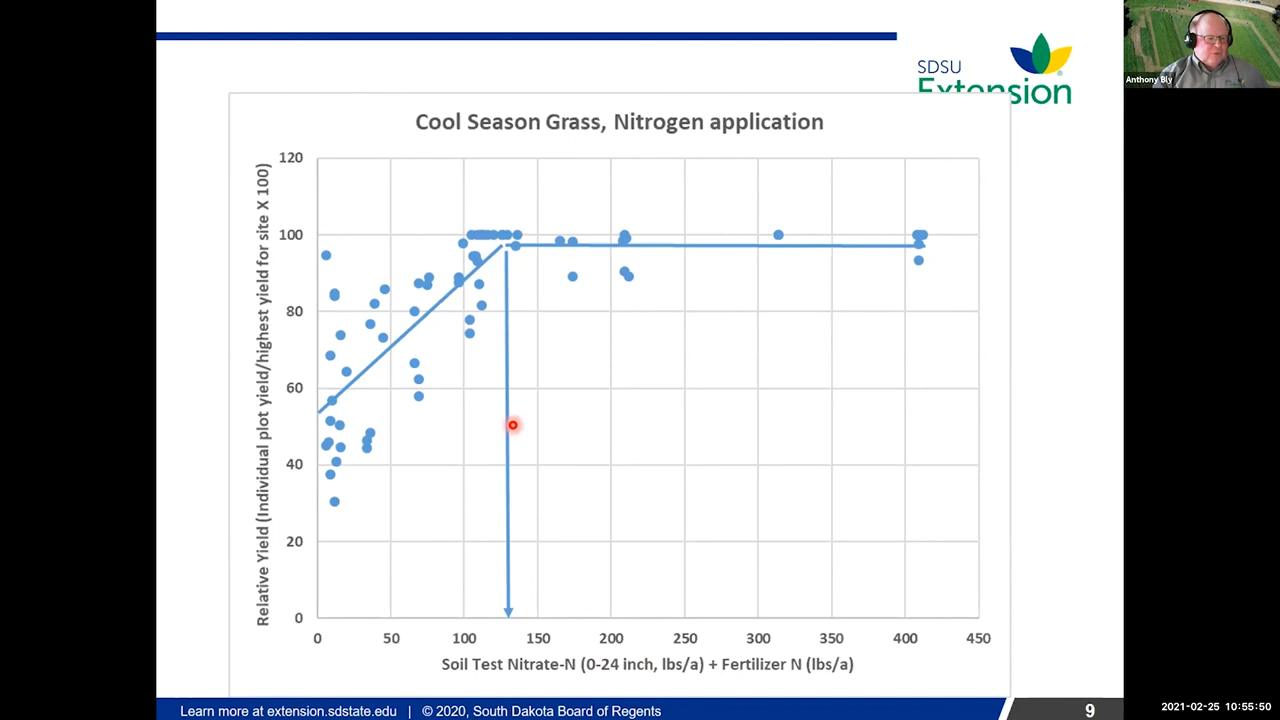 SDSU
Extension
Anthony Bly
Cool Season Grass, Nitrogen application
Relative Yield (Individual plot yield/highest yield for site X 100)
120
100
80
60
40
20
0
0 50 100 150 200 250 300 350 400 450
Soil Test Nitrate-N (0-24 inch, lbs/a) + Fertilizer N (lbs/a)
Learn more at extension.sdstate.edu | © 2020, South Dakota Board of Regents
9
2021-02-25 10:55:50